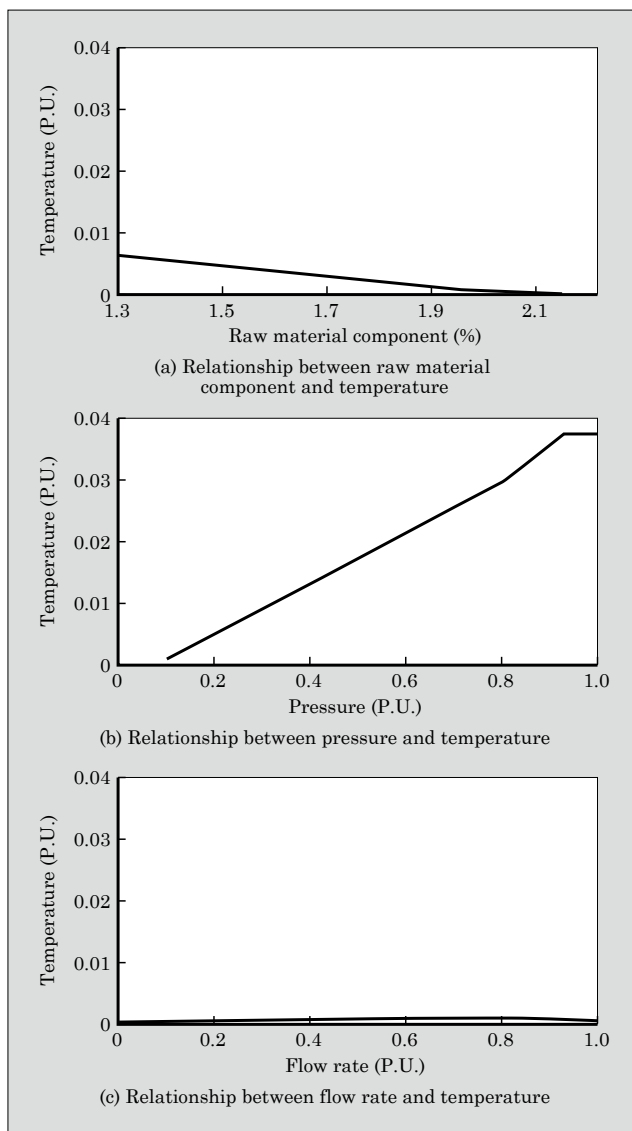 0.04
0.03
0.02
0.01
0
Temperature (P.U.)
1.3 1.5 1.7 1.9 2.1
Raw material component (%)
(a) Relationship between raw material
component and temperature
0.04
0.03
0.02
0.01
0
Temperature (P.U.)
0 0.2 0.4 0.6 0.8 1.0
Pressure (P.U.)
(b) Relationship between pressure and temperature
0.04
0.03
0.02
0.01
0
Temperature (P.U.)
0 0.2 0.4 0.6 0.8 1.0
Flow rate (P.U.)
(c) Relationship between flow rate and temperature